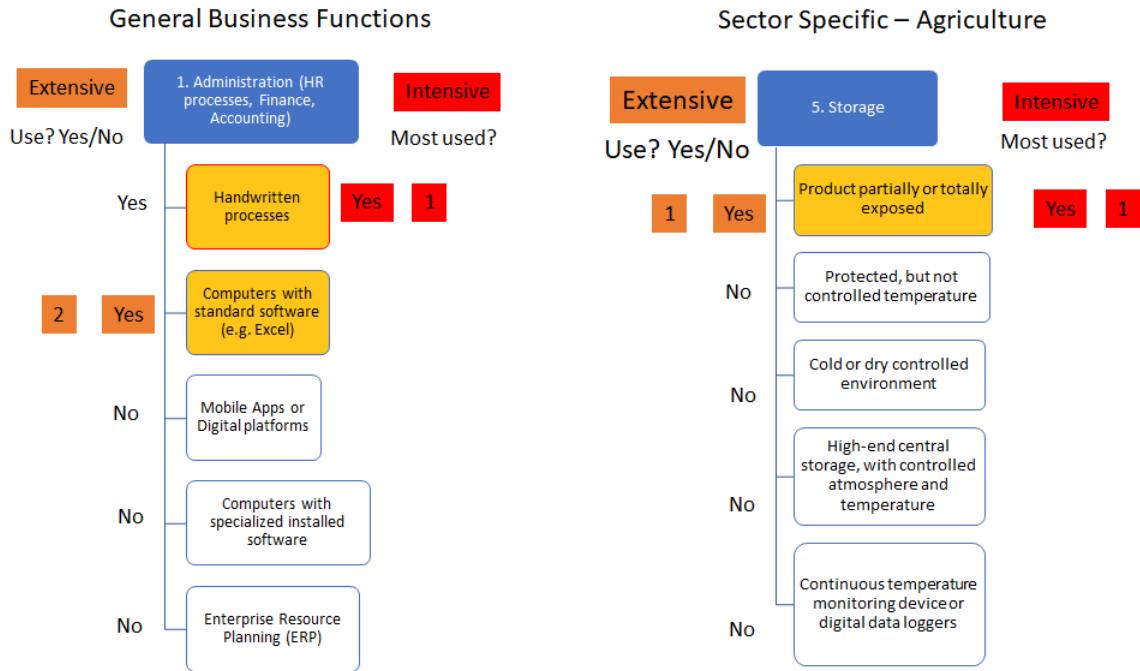 General Business Functions
Extensive
1. Administration (HR
processes, Finance,
Accounting)
Intensive
Use? Yes/No
Most used?
Yes
Handwritten
processes
Yes
1
2
Yes
Computers with
standard software
(e.g. Excel)
No
Mobile Apps or
Digital platforms
No
Computers with
specialized installed
software
No
Enterprise Resource
Planning (ERP)
Sector Specific – Agriculture
Extensive
5. Storage
Intensive
Use? Yes/No
Most used?
1
Yes
Product partially or totally
exposed
Yes
1
No
Protected, but not
controlled temperature
No
Cold or dry controlled
environment
No
High-end central
storage, with controlled
atmosphere and
temperature
No
Continuous temperature
monitoring device or
digital data loggers